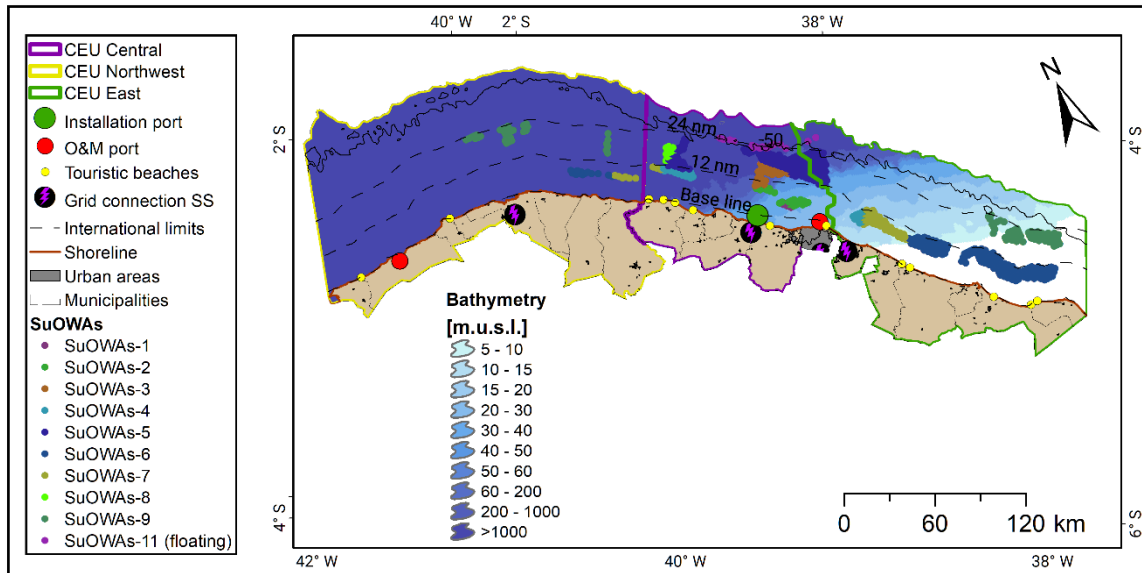 40° W 2° S 38° W
CEU Central
CEU Northwest
CEU East
Installation port
O&M port
Touristic beaches
Grid connection SS
International limits
Shoreline
Urban areas
Municipalities
SuOWAs
SuOWAs-1
SuOWAs-2
SuOWAs-3
SuOWAs-4
SuOWAs-5
SuOWAs-6
SuOWAs-7
SuOWAs-8
SuOWAs-9
SuOWAs-11 (floating)
N
2° S
4° S
24 nm
-50
12 nm
Base line
Bathymetry
[m.u.s.l.]
5 - 10
10 - 15
15 - 20
20 - 30
30 - 40
40 - 50
50 - 60
60 - 200
200 - 1000
>1000
0 60 120 km
4° S
6° S
42° W 40° W 38° W